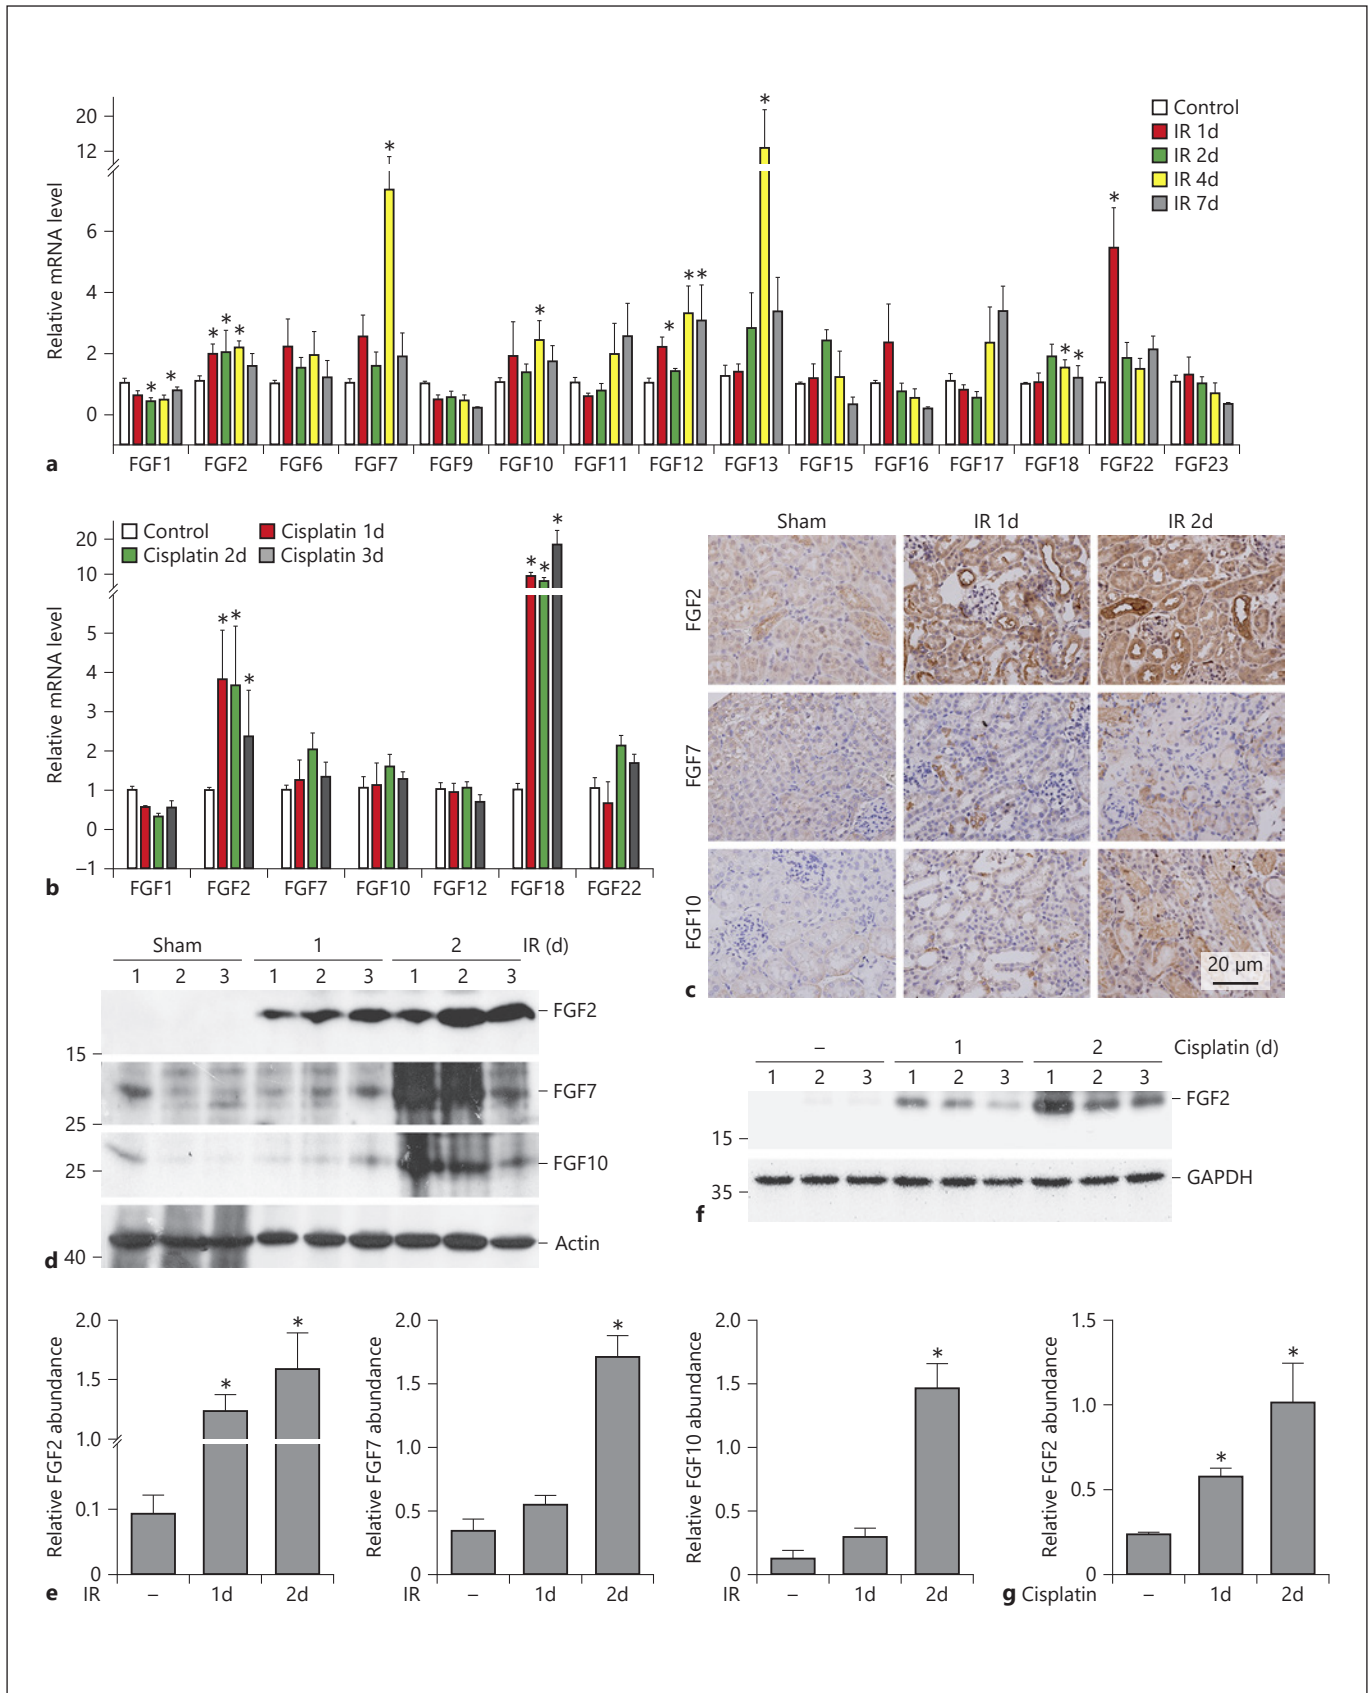 Relative mRNA level
20
12
6
4
2
0
Control
IR 1d
IR 2d
IR 4d
IR 7d
* * * * * * * * * * * * * * * *
a
FGF1 FGF2 FGF6 FGF7 FGF9 FGF10 FGF11 FGF12 FGF13 FGF15 FGF16 FGF17 FGF18 FGF22 FGF23
Relative mRNA level
20
10
5
4
3
2
1
0
–1
Control
Cisplatin 1d
Cisplatin 2d
Cisplatin 3d
* * * * * *
b
FGF1 FGF2 FGF7 FGF10 FGF12 FGF18 FGF22
Sham IR 1d IR 2d
FGF2
FGF7
FGF10
20 µm
c
Sham 1 2 IR (d)
1 2 3 1 2 3 1 2 3
FGF2
15
FGF7
25
FGF10
25
Actin
40
d
– 1 2 Cisplatin (d)
1 2 3 1 2 3 1 2 3
FGF2
15
GAPDH
35
f
Relative FGF2 abundance
2.0
1.5
1.0
0.1
0
* *
e
IR – 1d 2d
Relative FGF7 abundance
2.0
1.5
1.0
0.5
0
*
IR – 1d 2d
Relative FGF10 abundance
2.0
1.5
1.0
0.5
0
*
– 1d 2d
Relative FGF2 abundance
1.5
1.0
0.5
0
* *
g
Cisplatin – 1d 2d